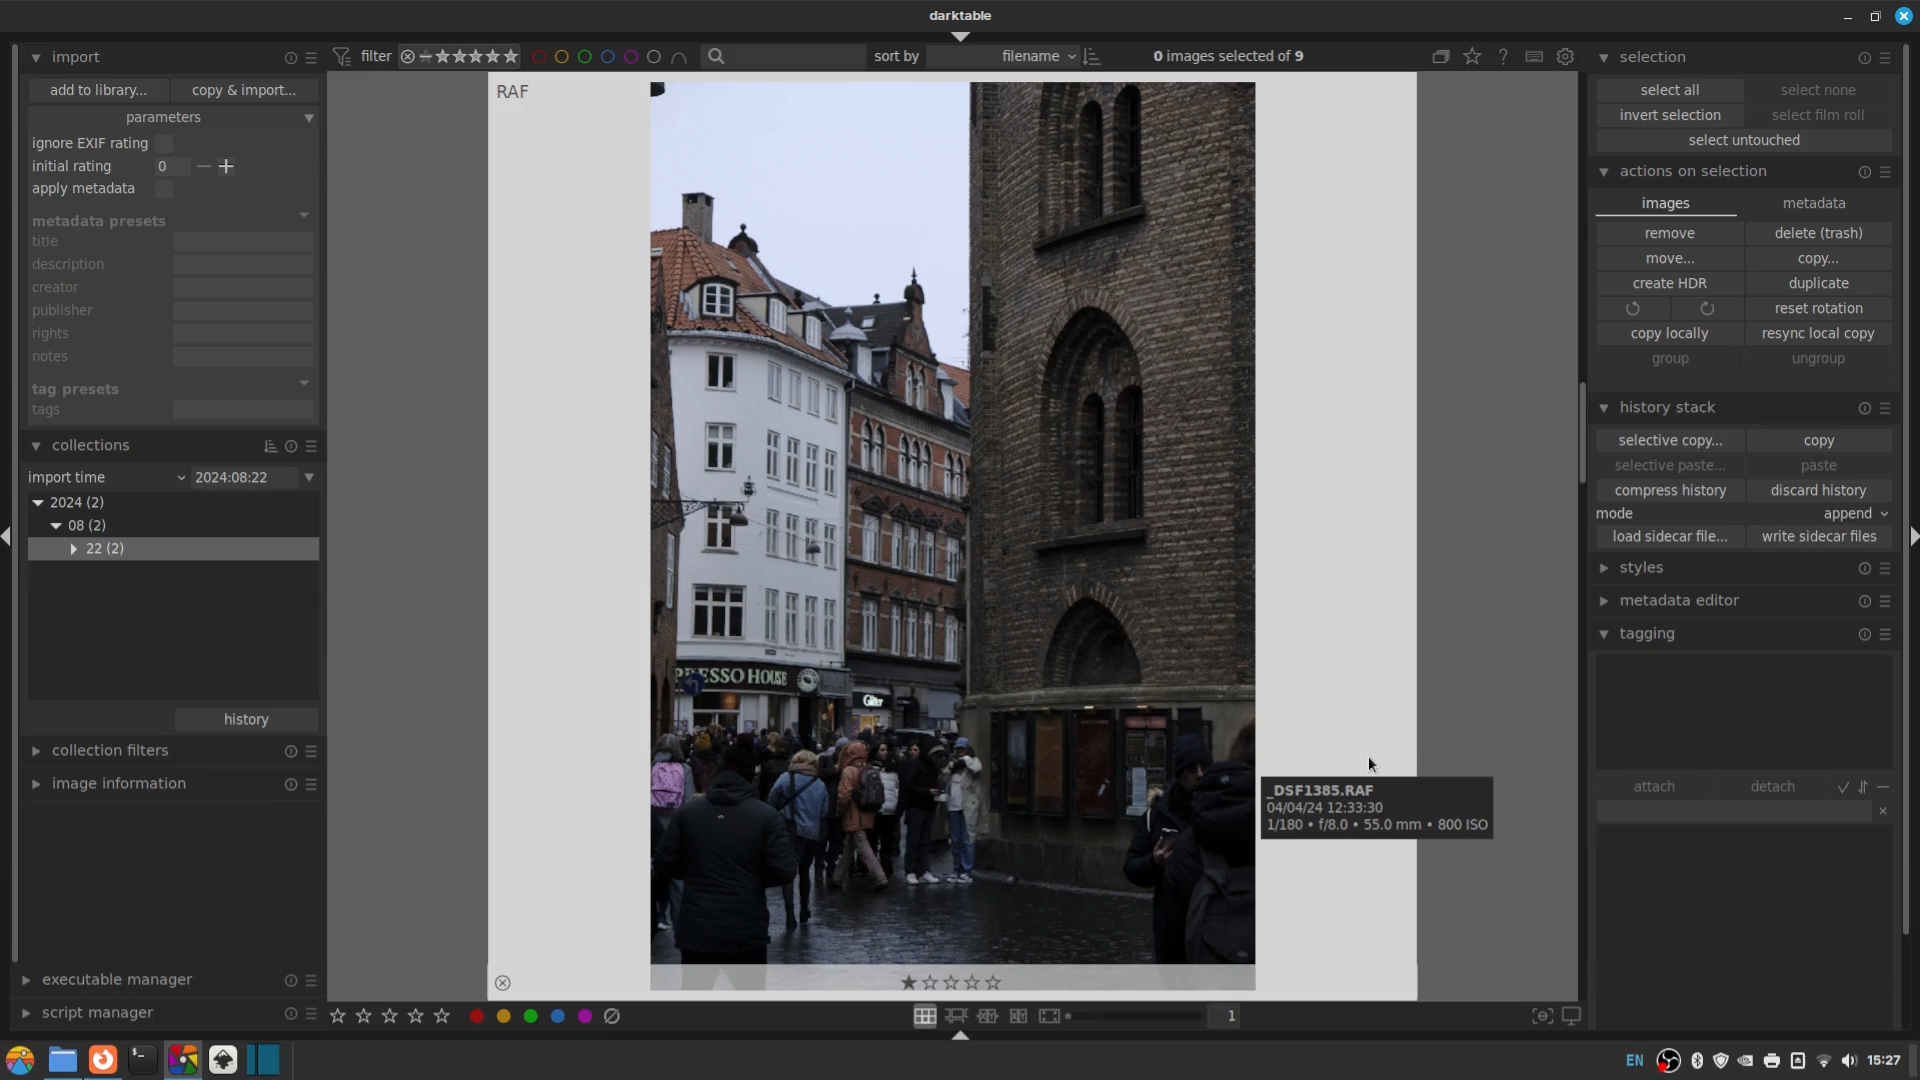 darktable
import
add to library...
copy & import...
parameters
ignore EXIF rating
initial rating 0
apply metadata
metadata presets
title
description
creator
publisher
rights
notes
tag presets
tags
collections
import time 2024:08:22
2024 (2)
08 (2)
22 (2)
history
collection filters
image information
executable manager
script manager
filter
sort by filename
0 images selected of 9
RAF
PRESSO HOUSE
Glitter
_DSF1385.RAF
04/04/24 12:33:30
1/180 • f/8.0 • 55.0 mm • 800 ISO
1
selection
select all
select none
invert selection
select film roll
select untouched
actions on selection
images
metadata
remove
delete (trash)
move...
copy...
create HDR
duplicate
reset rotation
copy locally
resync local copy
group
ungroup
history stack
selective copy...
copy
selective paste...
paste
compress history
discard history
mode append
load sidecar file...
write sidecar files
styles
metadata editor
tagging
attach
detach
EN
15:27